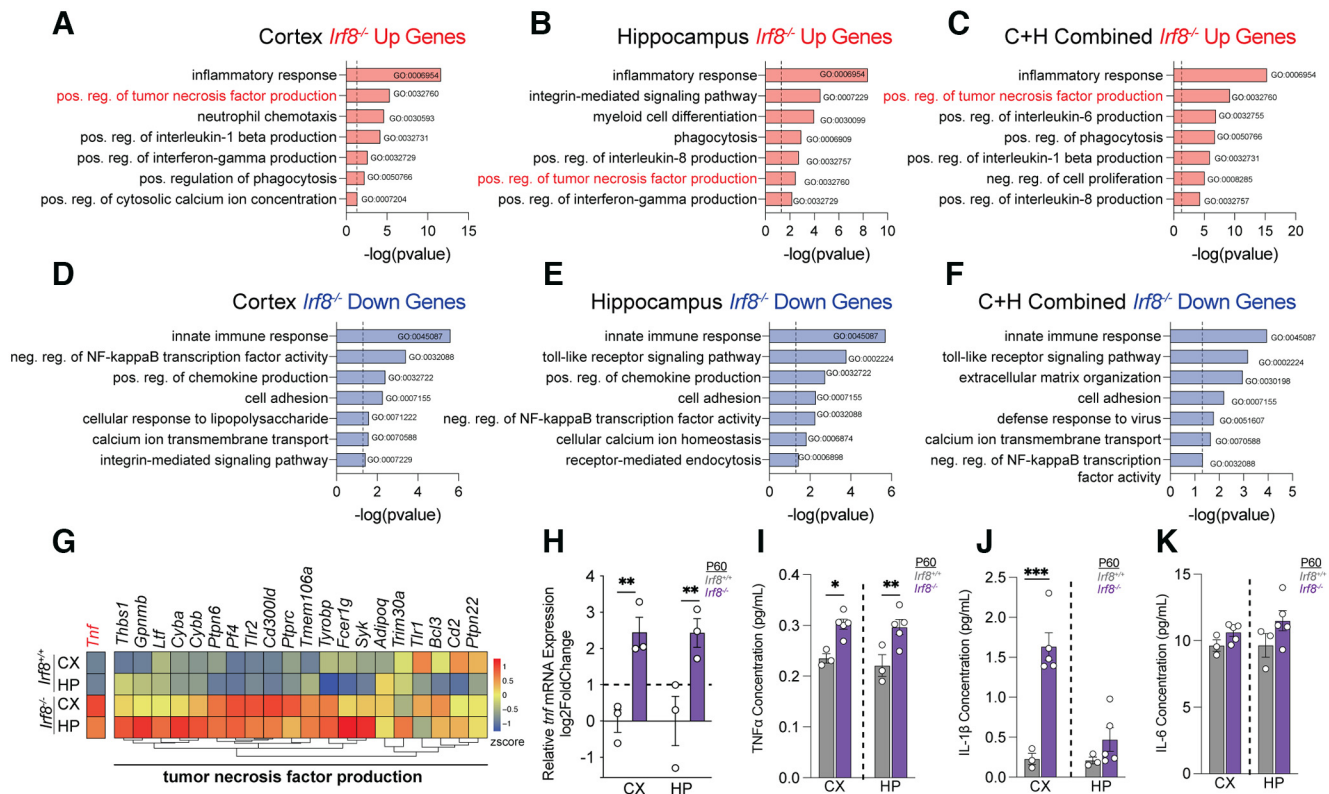 A
Cortex Irf8-/- Up Genes
inflammatory response
GO:0006954
pos. reg. of tumor necrosis factor production
GO:0032760
neutrophil chemotaxis
GO:0030593
pos. reg. of interleukin-1 beta production
GO:0032731
pos. reg. of interferon-gamma production
GO:0032729
pos. regulation of phagocytosis
GO:0050766
pos. reg. of cytosolic calcium ion concentration
GO:0007204
0 5 10 15
-log(pvalue)
B
Hippocampus Irf8-/- Up Genes
inflammatory response
GO:0006954
integrin-mediated signaling pathway
GO:0007229
myeloid cell differentiation
GO:0030099
phagocytosis
GO:0006909
pos. reg. of interleukin-8 production
GO:0032757
pos. reg. of tumor necrosis factor production
GO:0032760
pos. reg. of interferon-gamma production
GO:0032729
0 2 4 6 8 10
-log(pvalue)
C
C+H Combined Irf8-/- Up Genes
inflammatory response
GO:0006954
pos. reg. of tumor necrosis factor production
GO:0032760
pos. reg. of interleukin-6 production
GO:0032755
pos. reg. of phagocytosis
GO:0050766
pos. reg. of interleukin-1 beta production
GO:0032731
neg. reg. of cell proliferation
GO:0008285
pos. reg. of interleukin-8 production
GO:0032757
0 5 10 15 20
-log(pvalue)
D
Cortex Irf8-/- Down Genes
innate immune response
GO:0045087
neg. reg. of NF-kappaB transcription factor activity
GO:0032088
pos. reg. of chemokine production
GO:0032722
cell adhesion
GO:0007155
cellular response to lipopolysaccharide
GO:0071222
calcium ion transmembrane transport
GO:0070588
integrin-mediated signaling pathway
GO:0007229
0 2 4 6
-log(pvalue)
E
Hippocampus Irf8-/- Down Genes
innate immune response
GO:0045087
toll-like receptor signaling pathway
GO:0002224
pos. reg. of chemokine production
GO:0032722
cell adhesion
GO:0007155
neg. reg. of NF-kappaB transcription factor activity
GO:0032088
cellular calcium ion homeostasis
GO:0006874
receptor-mediated endocytosis
GO:0006898
0 2 4 6
-log(pvalue)
F
C+H Combined Irf8-/- Down Genes
innate immune response
GO:0045087
toll-like receptor signaling pathway
GO:0002224
extracellular matrix organization
GO:0030198
cell adhesion
GO:0007155
defense response to virus
GO:0051607
calcium ion transmembrane transport
GO:0070588
neg. reg. of NF-kappaB transcription
factor activity
GO:0032088
0 1 2 3 4 5
-log(pvalue)
G
Tnf
Thbs1
Gpnmb
Ltf
Cyba
Cybb
Ptpn6
Pf4
Tlr2
Cd300ld
Ptprc
Tmem106a
Tyrobp
Fcer1g
Syk
Adipoq
Trim30a
Tlr1
Bcl3
Cd2
Ptpn22
Irf8+/+
CX
HP
Irf8-/-
CX
HP
1
0.5
0
−0.5
−1
zscore
tumor necrosis factor production
H
P60
Irf8+/+
Irf8-/-
Relative tnf mRNA Expression
log2FoldChange
4
3
2
1
0
-1
**
**
CX HP
I
P60
Irf8+/+
Irf8-/-
TNFα Concentration (pg/mL)
0.4
0.3
0.2
0.1
0.0
*
**
CX HP
J
P60
Irf8+/+
Irf8-/-
IL-1β Concentration (pg/mL)
2.5
2.0
1.5
1.0
0.5
0.0
***
CX HP
K
P60
Irf8+/+
Irf8-/-
IL-6 Concentration (pg/mL)
15
10
5
0
CX HP